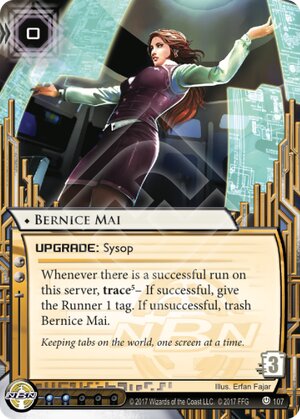 0
♦ BERNICE MAI
UPGRADE: Sysop
Whenever there is a successful run on
this server, trace⁵– If successful, give
the Runner 1 tag. If unsuccessful, trash
Bernice Mai.
Keeping tabs on the world, one screen at a time.
3
NBN
Illus. Erfan Fajar
© 2017 Wizards of the Coast LLC. © 2017 FFG
107